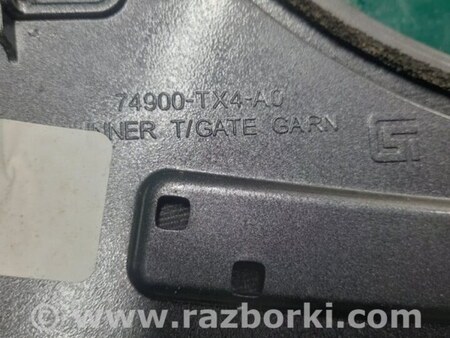 74900-TX4-A0
INNER T/GATE GARN
© www.razborki.com